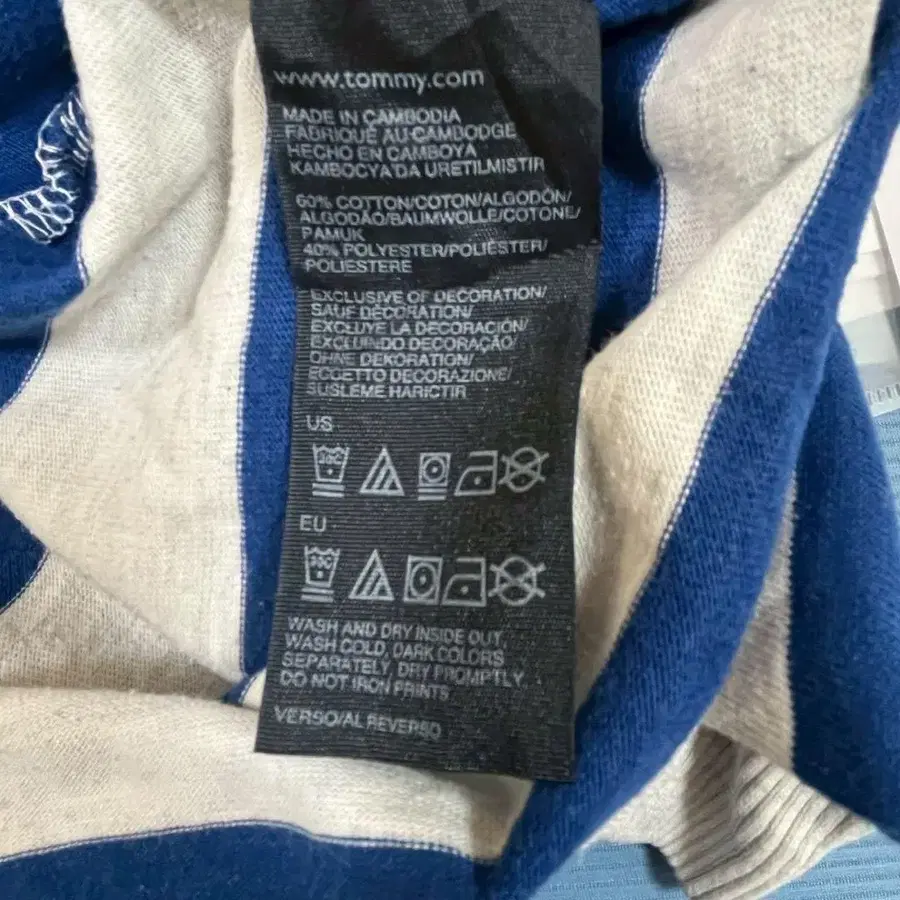 www.tommy.com
MADE IN CAMBODIA
FABRIQUÉ AU CAMBODGE
HECHO EN CAMBOYA
KAMBOCYA'DA URETILMISTIR
60% COTTON/COTON/ALGODÓN/
ALGODÃO/BAUMWOLLE/COTONE/
PAMUK
40% POLYESTER/POLIÉSTER/
POLIESTERE
EXCLUSIVE OF DECORATION/
SAUF DÉCORATION/
EXCLUYE LA DECORACIÓN/
EXCLUINDO DECORAÇÃO/
OHNE DEKORATION/
ECCETTO DECORAZIONE/
SUSLEME HARICTIR
US
30C
EU
30C
WASH AND DRY INSIDE OUT,
WASH COLD, DARK COLORS
SEPARATELY, DRY PROMPTLY.
DO NOT IRON PRINTS
VERSO/AL REVERSO